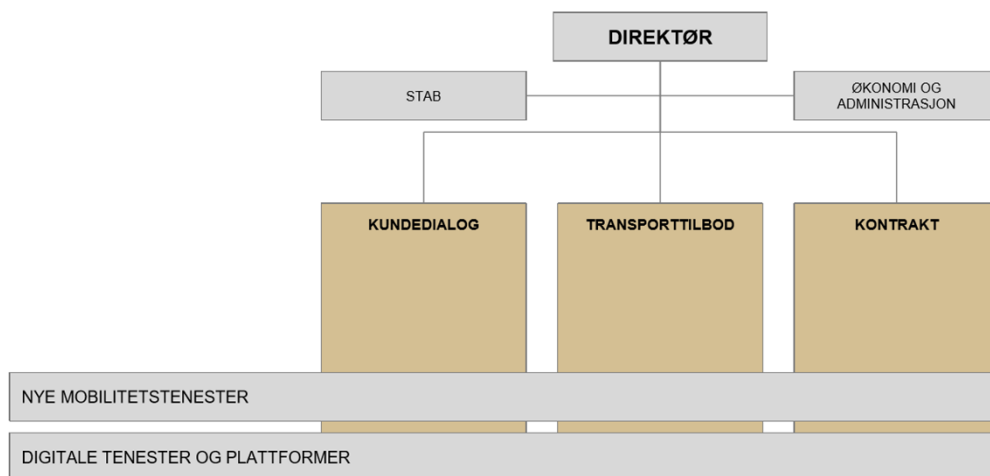 DIREKTØR
STAB
ØKONOMI OG
ADMINISTRASJON
KUNDEDIALOG
TRANSPORTTILBOD
KONTRAKT
NYE MOBILITETSTENESTER
DIGITALE TENESTER OG PLATTFORMER